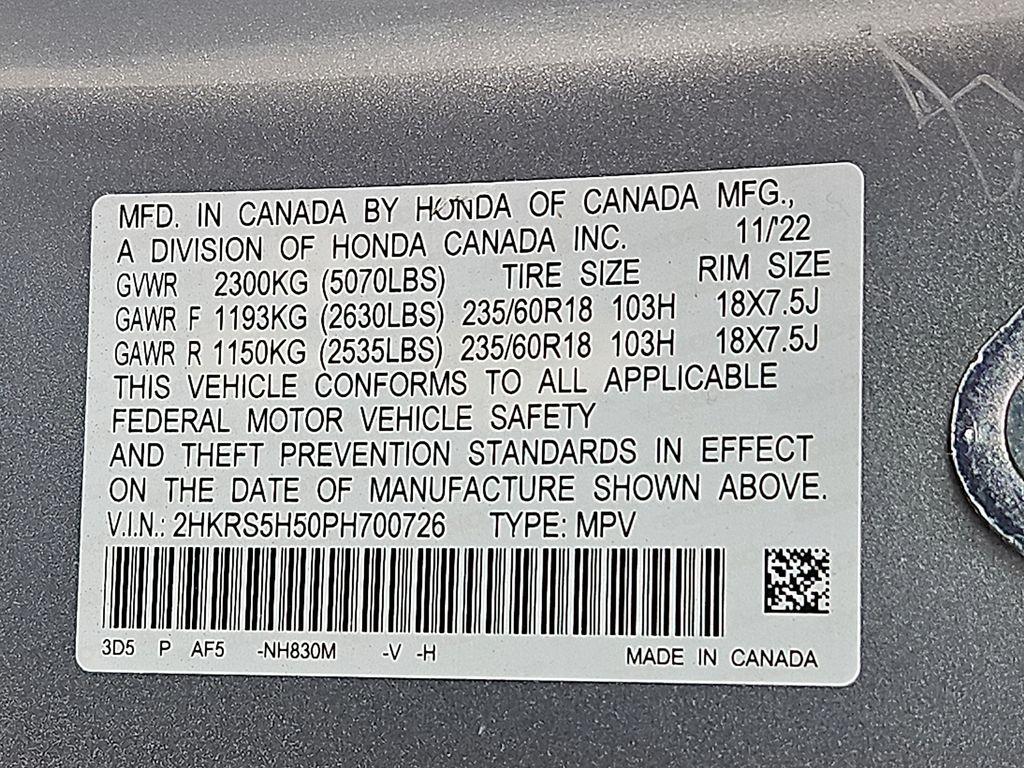 MFD. IN CANADA BY HONDA OF CANADA MFG.,
A DIVISION OF HONDA CANADA INC. 11/'22
GVWR 2300KG (5070LBS) TIRE SIZE RIM SIZE
GAWR F 1193KG (2630LBS) 235/60R18 103H 18X7.5J
GAWR R 1150KG (2535LBS) 235/60R18 103H 18X7.5J
THIS VEHICLE CONFORMS TO ALL APPLICABLE
FEDERAL MOTOR VEHICLE SAFETY
AND THEFT PREVENTION STANDARDS IN EFFECT
ON THE DATE OF MANUFACTURE SHOWN ABOVE.
V.I.N.: 2HKRS5H50PH700726 TYPE: MPV
3D5 P AF5 -NH830M -V -H MADE IN CANADA